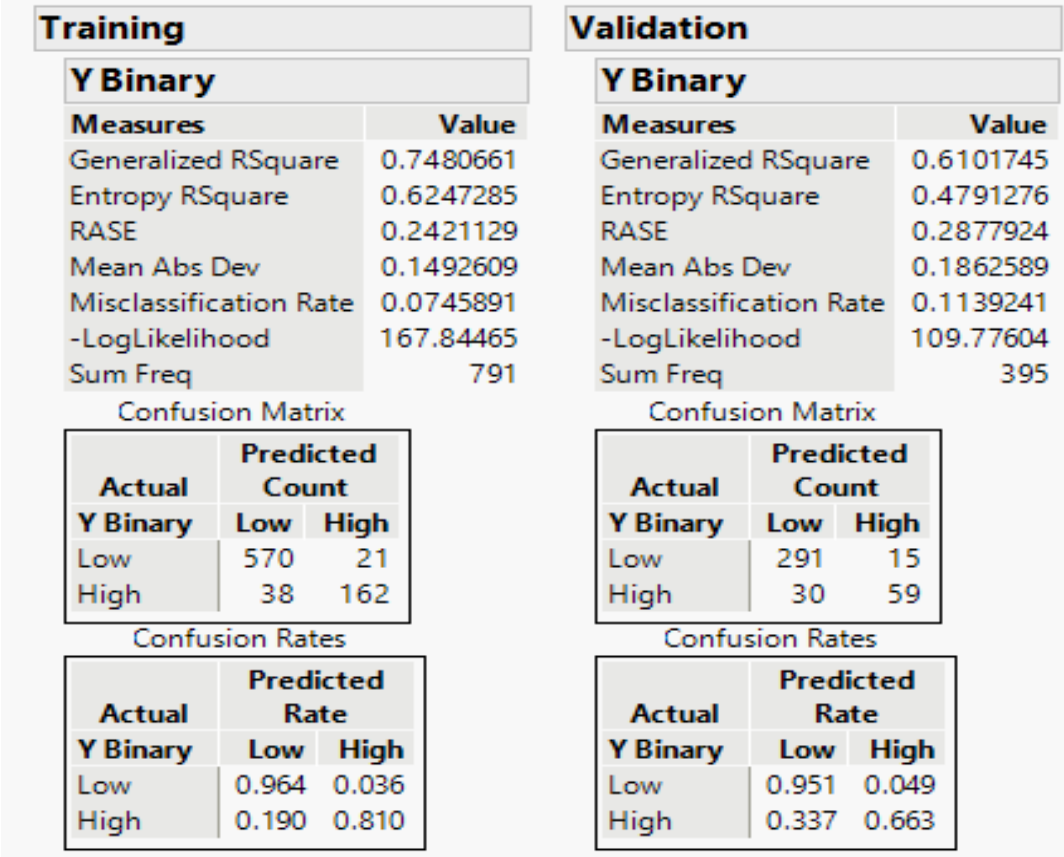 Training
Y Binary
Measures Value
Generalized RSquare 0.7480661
Entropy RSquare 0.6247285
RASE 0.2421129
Mean Abs Dev 0.1492609
Misclassification Rate 0.0745891
-LogLikelihood 167.84465
Sum Freq 791
Confusion Matrix
Predicted
Actual Count
Y Binary Low High
Low 570 21
High 38 162
Confusion Rates
Predicted
Actual Rate
Y Binary Low High
Low 0.964 0.036
High 0.190 0.810
Validation
Y Binary
Measures Value
Generalized RSquare 0.6101745
Entropy RSquare 0.4791276
RASE 0.2877924
Mean Abs Dev 0.1862589
Misclassification Rate 0.1139241
-LogLikelihood 109.77604
Sum Freq 395
Confusion Matrix
Predicted
Actual Count
Y Binary Low High
Low 291 15
High 30 59
Confusion Rates
Predicted
Actual Rate
Y Binary Low High
Low 0.951 0.049
High 0.337 0.663